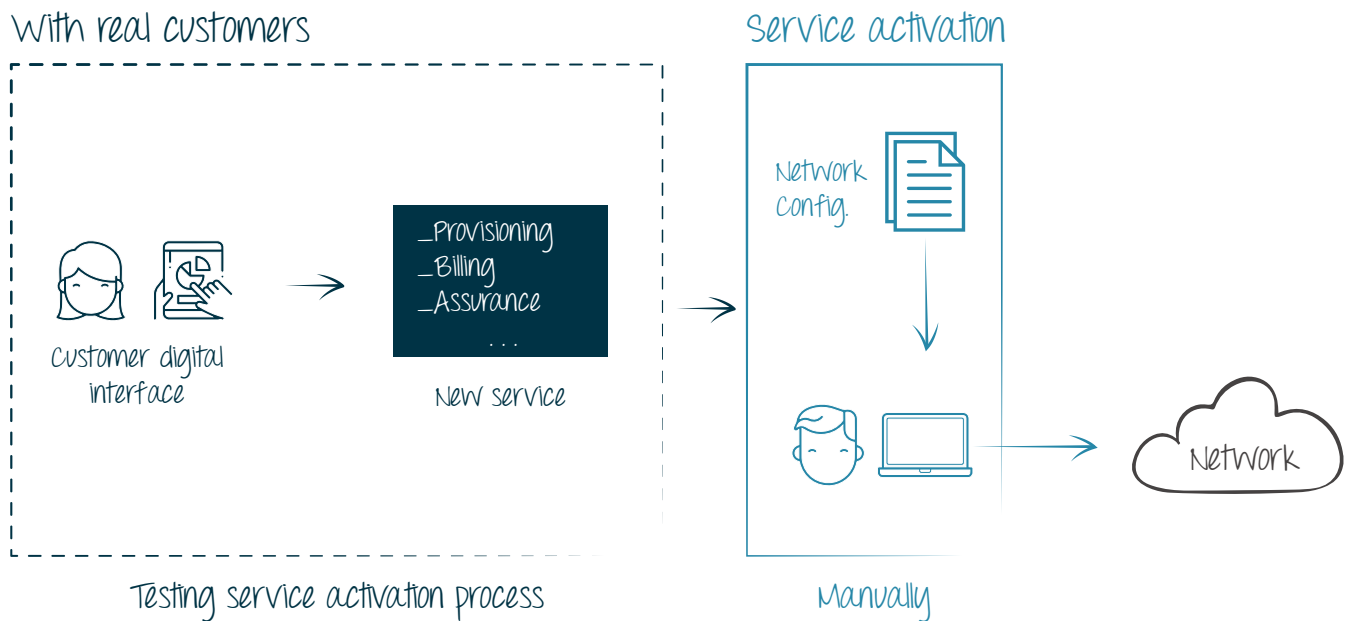 With real customers
Service activation
Network
Config.
_Provisioning
_Billing
_Assurance
...
Customer digital
interface
New service
Network
Testing service activation process
Manually